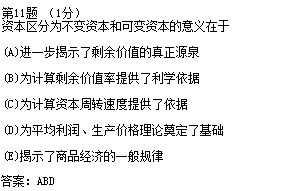 第11题 （1分）
资本区分为不变资本和可变资本的意义在于
(A)进一步揭示了剩余价值的真正源泉
(B)为计算剩余价值率提供了利学依据
(C)为计算资本周转速度提供了依据
(D)为平均利润、生产价格理论奠定了基础
(E)揭示了商品经济的一般规律
答案：ABD